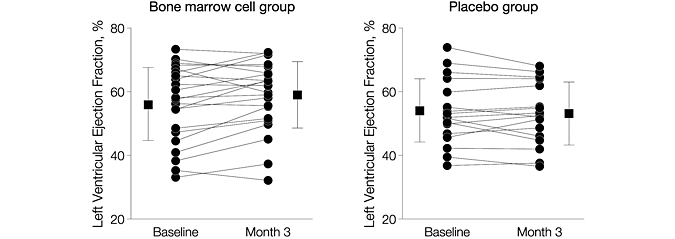 Bone marrow cell group
Left Ventricular Ejection Fraction, %
80
60
40
20
Baseline
Month 3
Placebo group
Left Ventricular Ejection Fraction, %
80
60
40
20
Baseline
Month 3